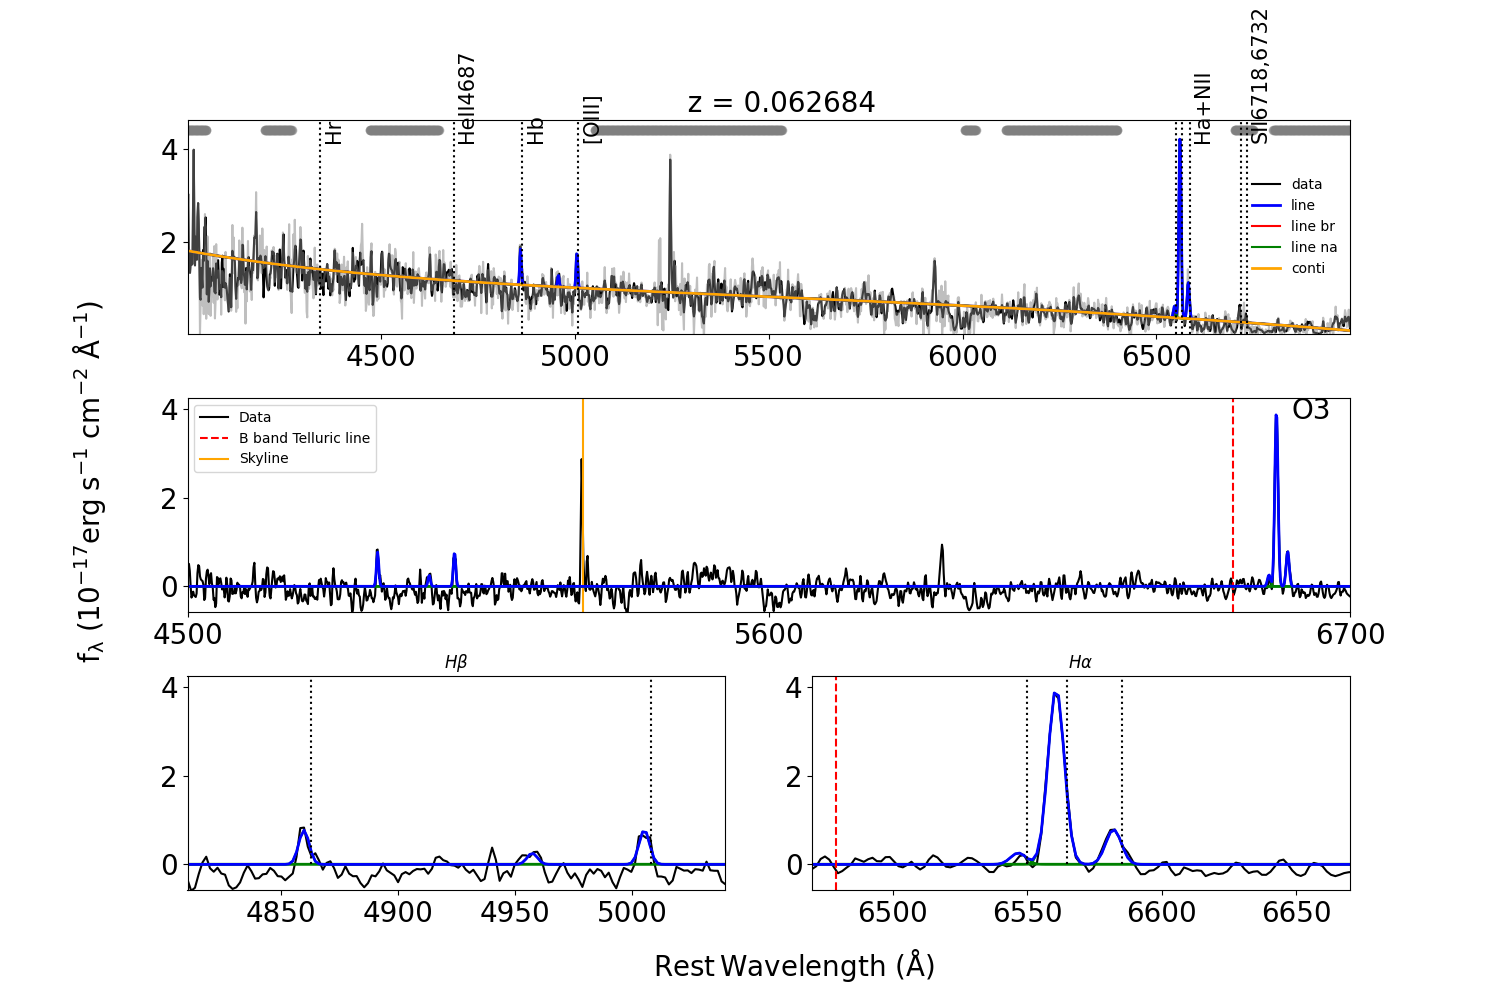 z = 0.062684
Hr
HeII4687
Hb
[OIII]
Ha+NII
SII6718,6732
4
2
data
line
line br
line na
conti
4500
5000
5500
6000
6500
f_λ (10^{-17}erg s^{-1} cm^{-2} Å^{-1})
4
2
0
Data
B band Telluric line
Skyline
O3
4500
5600
6700
Hβ
4
2
0
4850
4900
4950
5000
Hα
4
2
0
6500
6550
6600
6650
Rest Wavelength (Å)